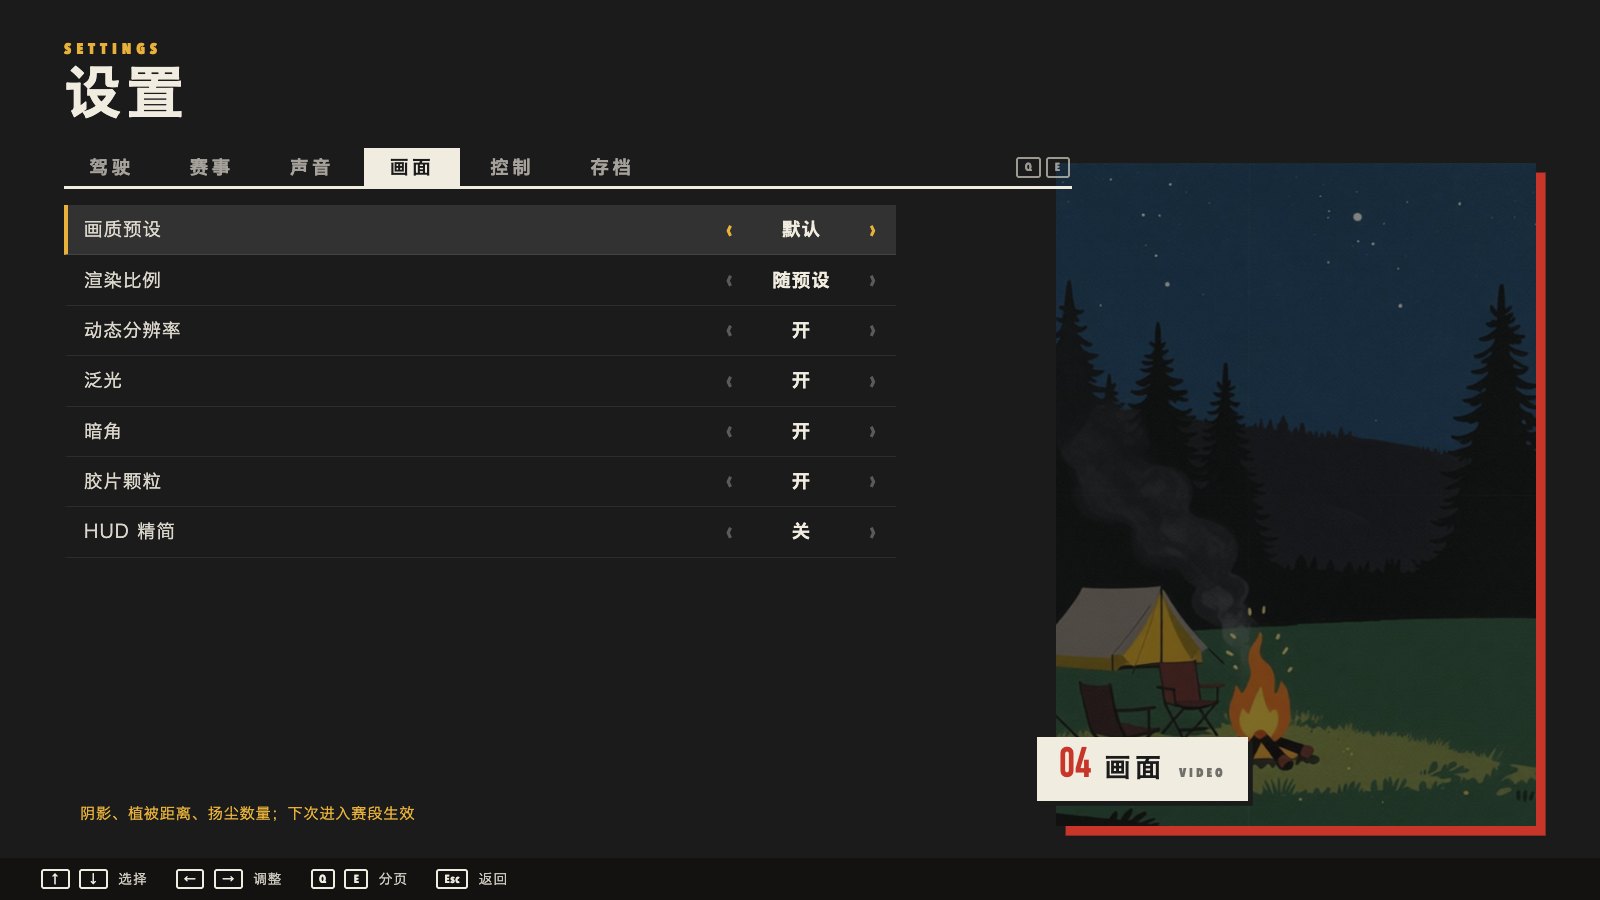 SETTINGS
设置
驾驶 赛事 声音 画面 控制 存档 Q E
画质预设 ‹ 默认 ›
渲染比例 ‹ 随预设 ›
动态分辨率 ‹ 开 ›
泛光 ‹ 开 ›
暗角 ‹ 开 ›
胶片颗粒 ‹ 开 ›
HUD 精简 ‹ 关 ›
04 画面 VIDEO
阴影、植被距离、扬尘数量；下次进入赛段生效
↑ ↓ 选择 ← → 调整 Q E 分页 Esc 返回